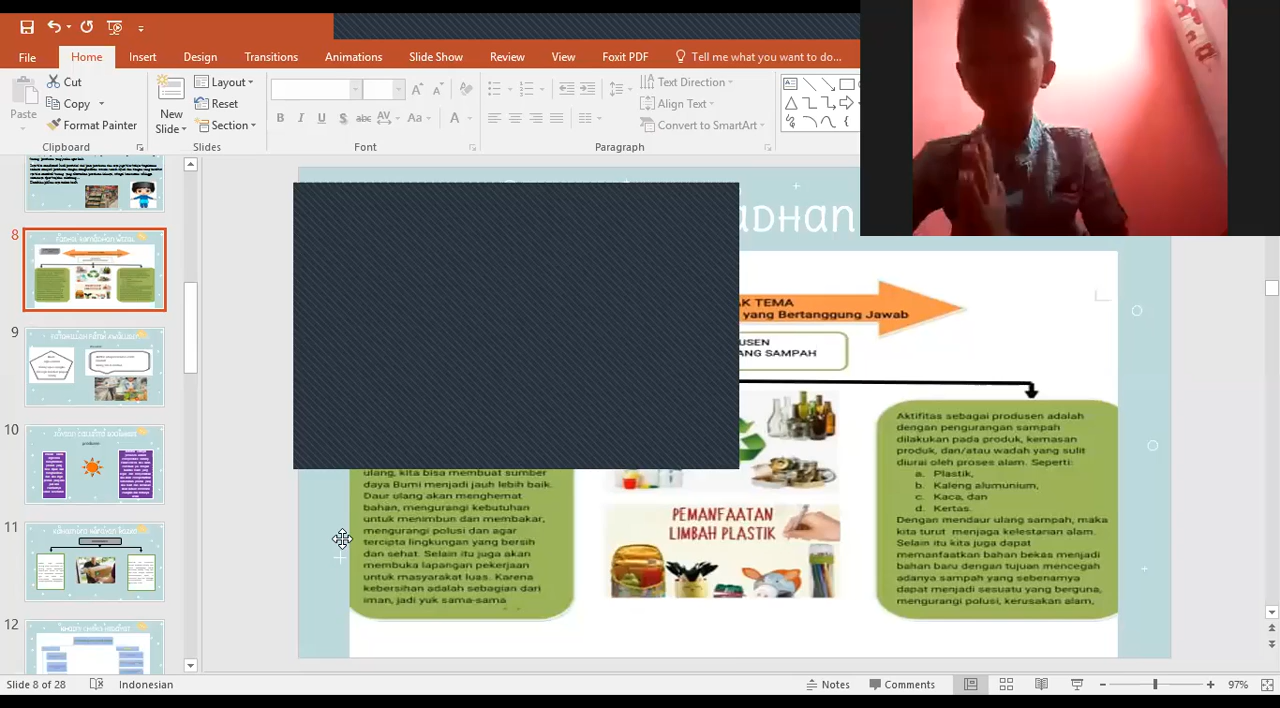 File Home Insert Design Transitions Animations Slide Show Review View Foxit PDF Tell me what you want to do...
Cut
Copy
Format Painter
Paste
Clipboard
New
Slide
Layout
Reset
Section
Slides
Font
Text Direction
Align Text
Convert to SmartArt
Paragraph
8
9
10
11
12
ADHAN
AK TEMA
yang Bertanggung Jawab
USEN
ANG SAMPAH
ulang, kita bisa membuat sumber
daya Bumi menjadi jauh lebih baik.
Daur ulang akan menghemat
bahan, mengurangi kebutuhan
untuk menimbun dan membakar,
mengurangi polusi dan agar
tercipta lingkungan yang bersih
dan sehat. Selain itu juga akan
membuka lapangan pekerjaan
untuk masyarakat luas. Karena
kebersihan adalah sebagian dari
iman, jadi yuk sama-sama
PEMANFAATAN
LIMBAH PLASTIK
Aktifitas sebagai produsen adalah
dengan pengurangan sampah
dilakukan pada produk, kemasan
produk, dan/atau wadah yang sulit
diurai oleh proses alam. Seperti:
a. Plastik,
b. Kaleng alumunium,
c. Kaca, dan
d. Kertas.
Dengan mendaur ulang sampah, maka
kita turut menjaga kelestarian alam.
Selain itu kita juga dapat
memanfaatkan bahan bekas menjadi
bahan baru dengan tujuan mencegah
adanya sampah yang sebenarnya
dapat menjadi sesuatu yang berguna,
mengurangi polusi, kerusakan alam,
Slide 8 of 28 Indonesian Notes Comments 97%